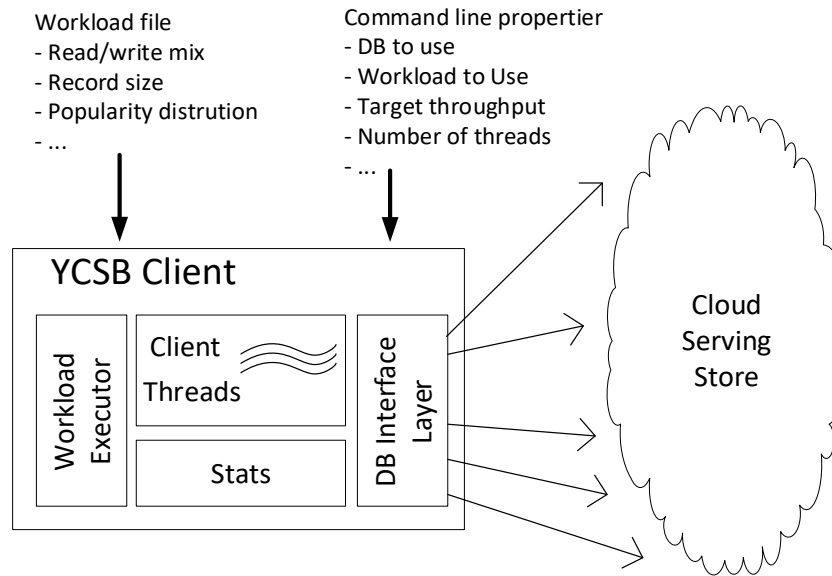 Workload file
- Read/write mix
- Record size
- Popularity distrution
- ...
Command line propertier
- DB to use
- Workload to Use
- Target throughput
- Number of threads
- ...
YCSB Client
Workload
Executor
Client
Threads
Stats
DB Interface
Layer
Cloud
Serving
Store